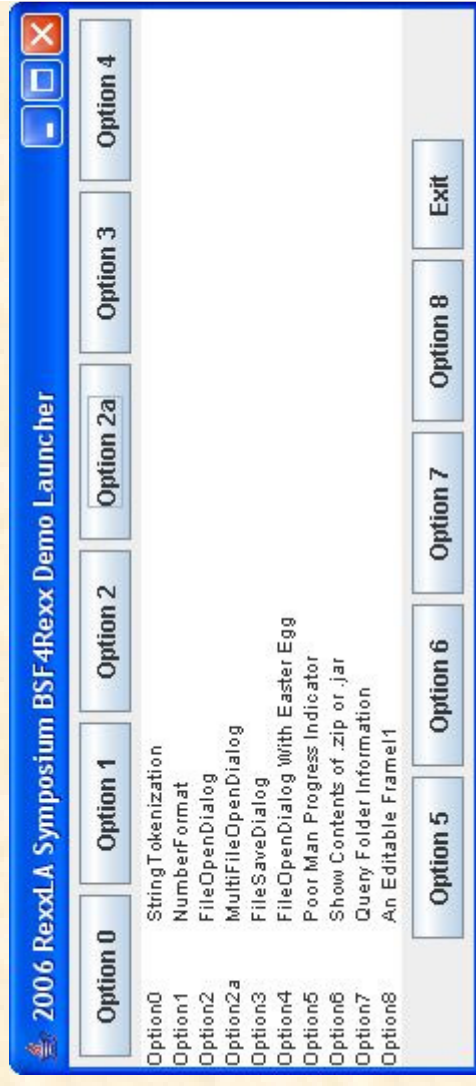 2006 RexxLA Symposium BSF4Rexx Demo Launcher
Option 0 Option 1 Option 2 Option 2a Option 3 Option 4
Option0 StringTokenization
Option1 NumberFormat
Option2 FileOpenDialog
Option2a MultiFileOpenDialog
Option3 FileSaveDialog
Option4 FileOpenDialog With Easter Egg
Option5 Poor Man Progress Indicator
Option6 Show Contents of .zip or .jar
Option7 Query Folder Information
Option8 An Editable Framel1
Option 5 Option 6 Option 7 Option 8 Exit